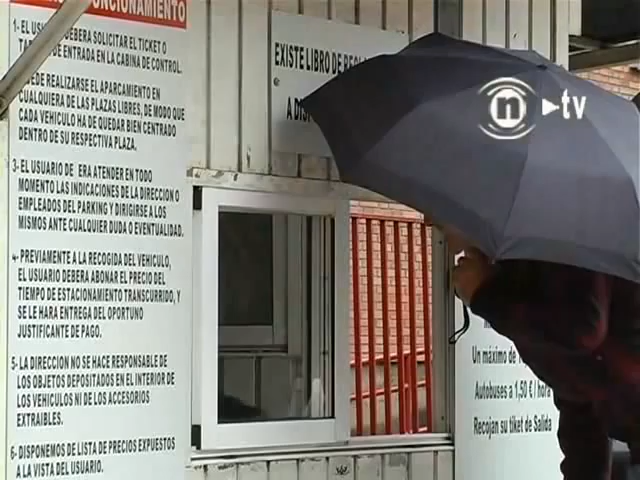 FUNCIONAMIENTO
1- EL USUARIO DEBERA SOLICITAR EL TICKET O
TARJETA DE ENTRADA EN LA CABINA DE CONTROL.
DEBE REALIZARSE EL APARCAMIENTO EN
CUALQUIERA DE LAS PLAZAS LIBRES, DE MODO QUE
CADA VEHICULO HA DE QUEDAR BIEN CENTRADO
DENTRO DE SU RESPECTIVA PLAZA.
3- EL USUARIO DE ERA ATENDER EN TODO
MOMENTO LAS INDICACIONES DE LA DIRECCION O
EMPLEADOS DEL PARKING Y DIRIGIRSE A LOS
MISMOS ANTE CUALQUIER DUDA O EVENTUALIDAD.
4- PREVIAMENTE A LA RECOGIDA DEL VEHICULO,
EL USUARIO DEBERA ABONAR EL PRECIO DEL
TIEMPO DE ESTACIONAMIENTO TRANSCURRIDO, Y
SE LE HARA ENTREGA DEL OPORTUNO
JUSTIFICANTE DE PAGO.
5- LA DIRECCION NO SE HACE RESPONSABLE DE
LOS OBJETOS DEPOSITADOS EN EL INTERIOR DE
LOS VEHICULOS NI DE LOS ACCESORIOS
EXTRAIBLES.
6- DISPONEMOS DE LISTA DE PRECIOS EXPUESTOS
A LA VISTA DEL USUARIO.
EXISTE LIBRO DE
A
n tv
Un máximo de
Autobuses a 1,50 € / hora
Recojan su tiket de Salida